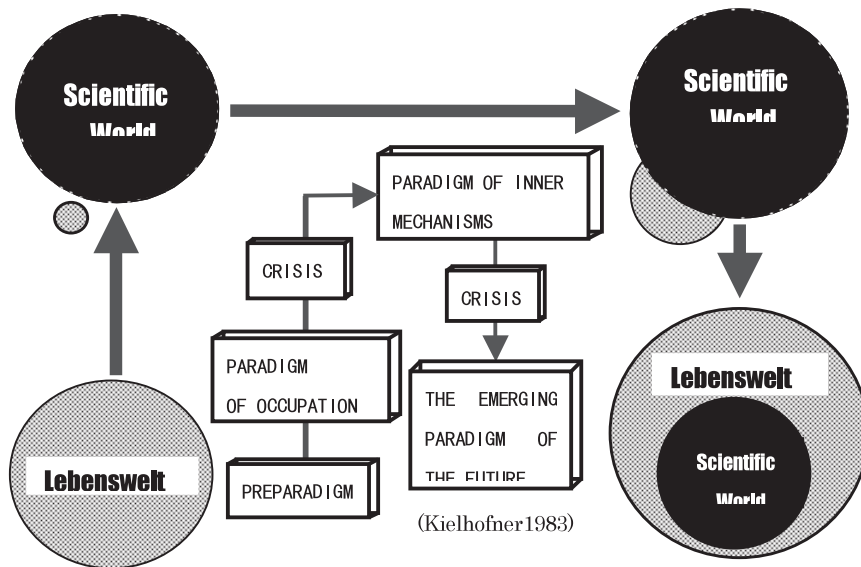 Scientific
World
Scientific
World
PARADIGM OF INNER
MECHANISMS
CRISIS
CRISIS
PARADIGM
OF OCCUPATION
THE EMERGING
PARADIGM OF
THE FUTURE
PREPARADIGM
(Kielhofner1983)
Lebenswelt
Lebenswelt
Scientific
World